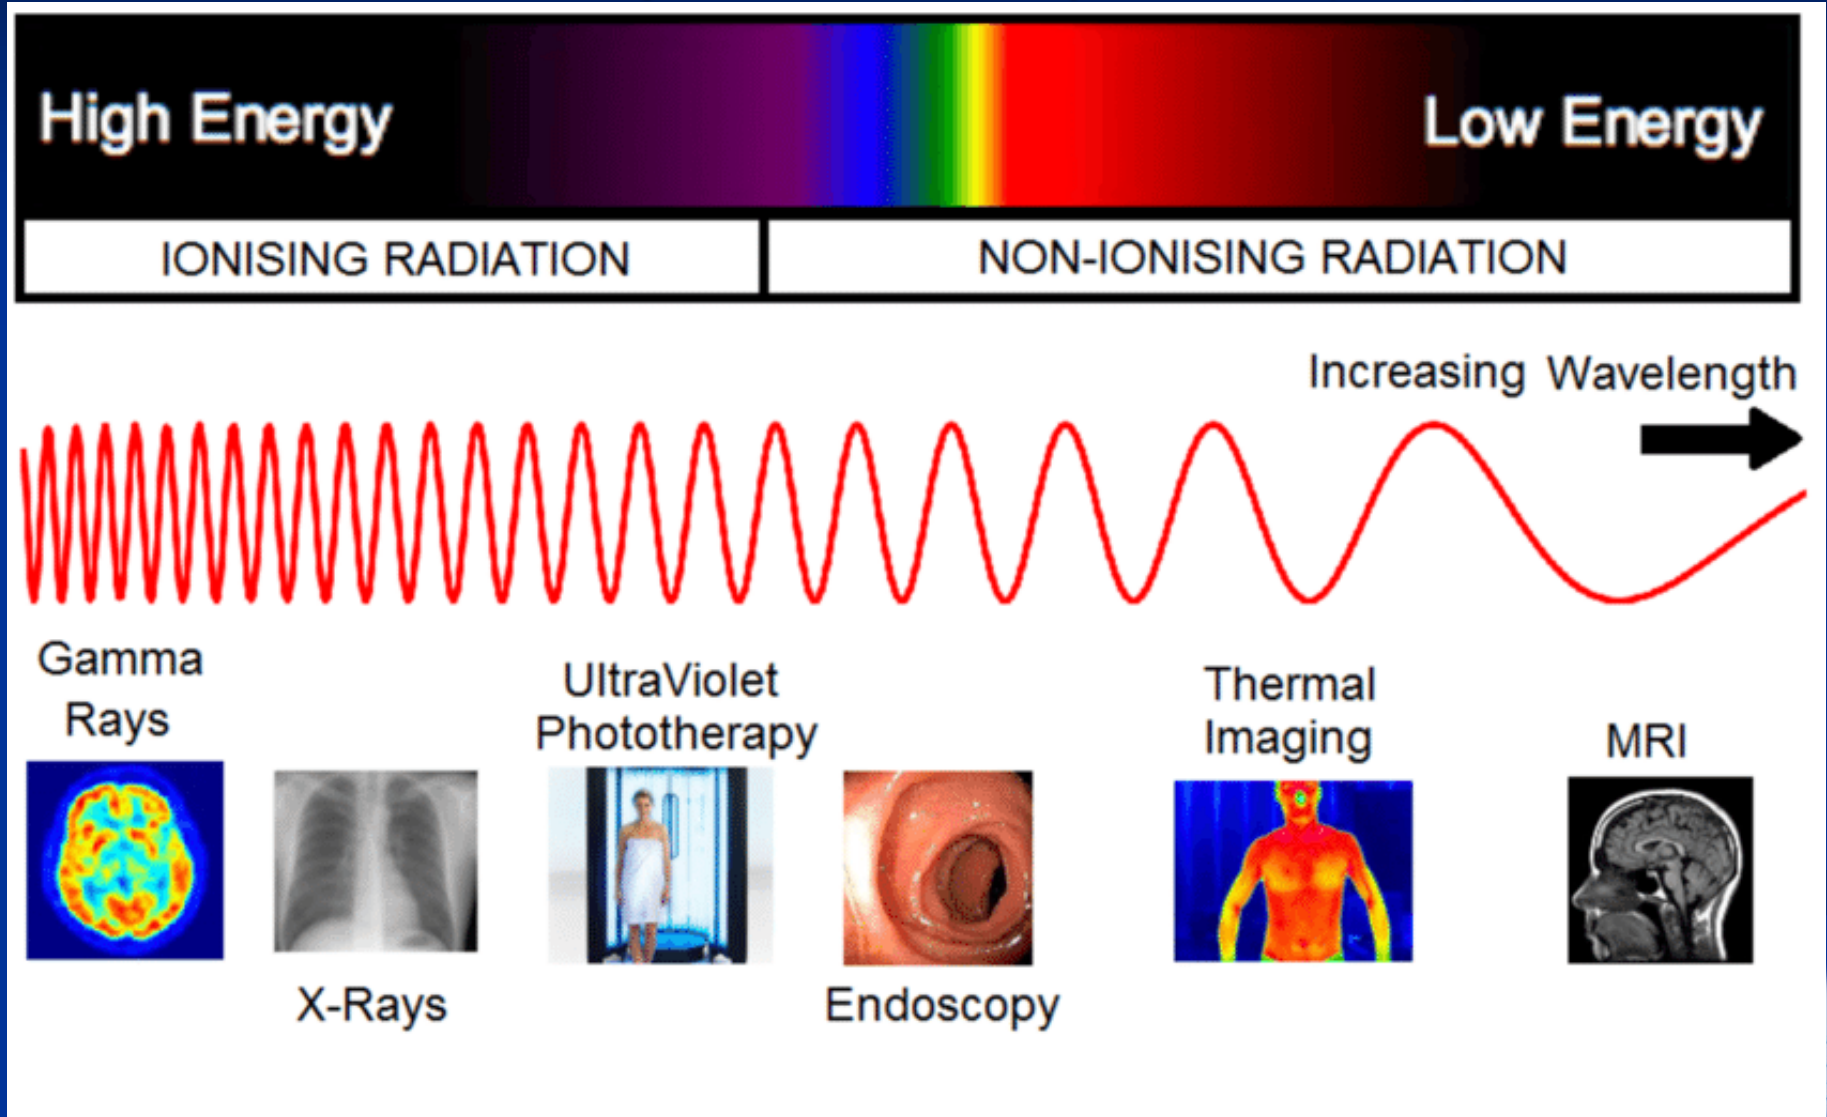 High Energy
Low Energy
IONISING RADIATION
NON-IONISING RADIATION
Increasing Wavelength
Gamma
Rays
X-Rays
UltraViolet
Phototherapy
Endoscopy
Thermal
Imaging
MRI